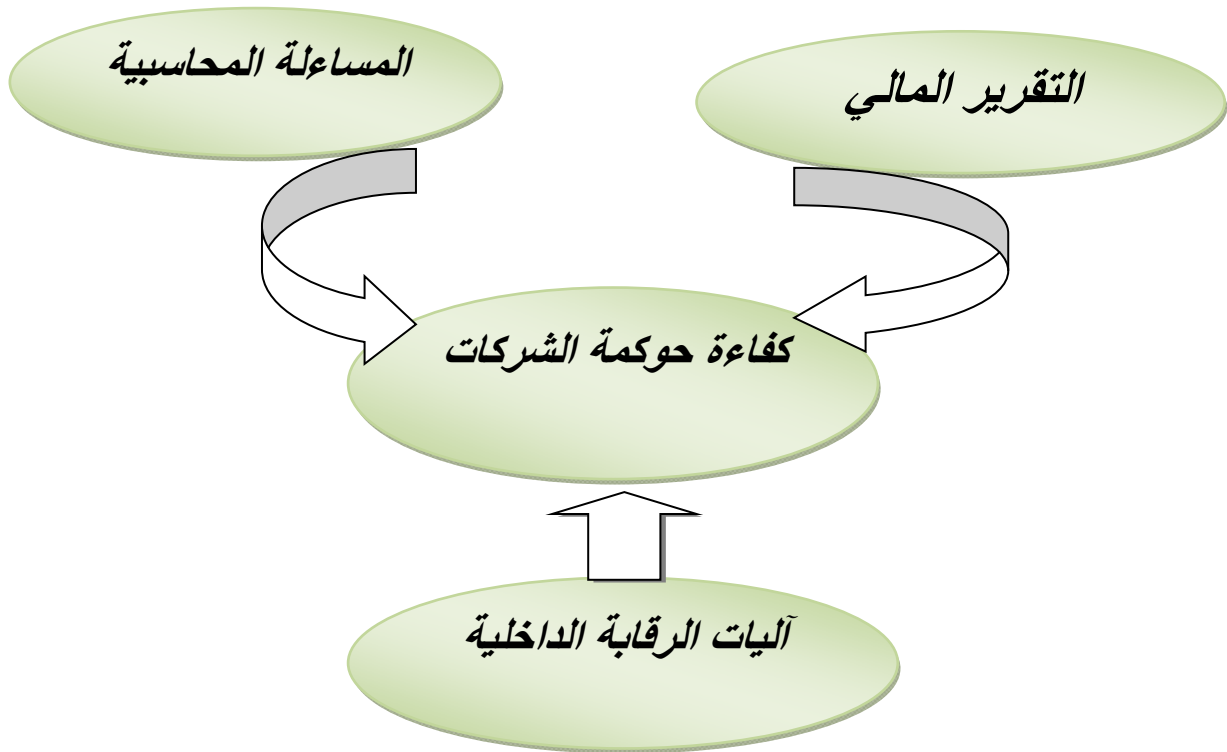 التقرير المالي
المساءلة المحاسبية
كفاءة حوكمة الشركات
آليات الرقابة الداخلية